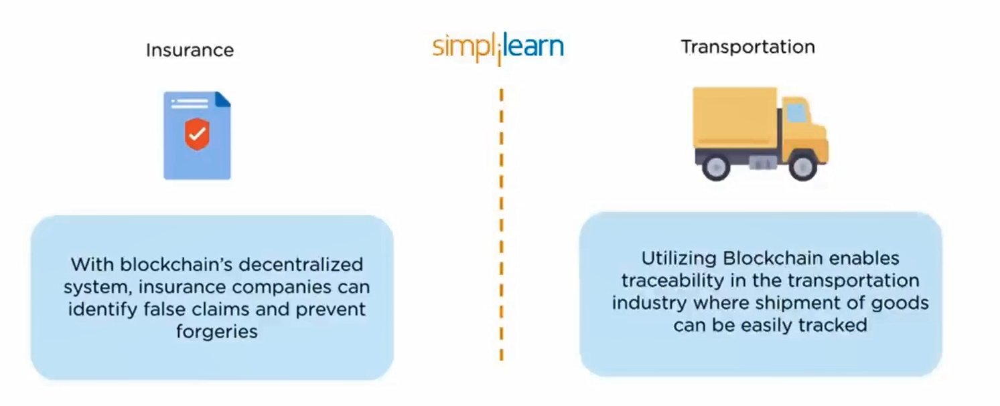 Insurance
simplilearn
Transportation
With blockchain's decentralized
system, insurance companies can
identify false claims and prevent
forgeries
Utilizing Blockchain enables
traceability in the transportation
industry where shipment of goods
can be easily tracked